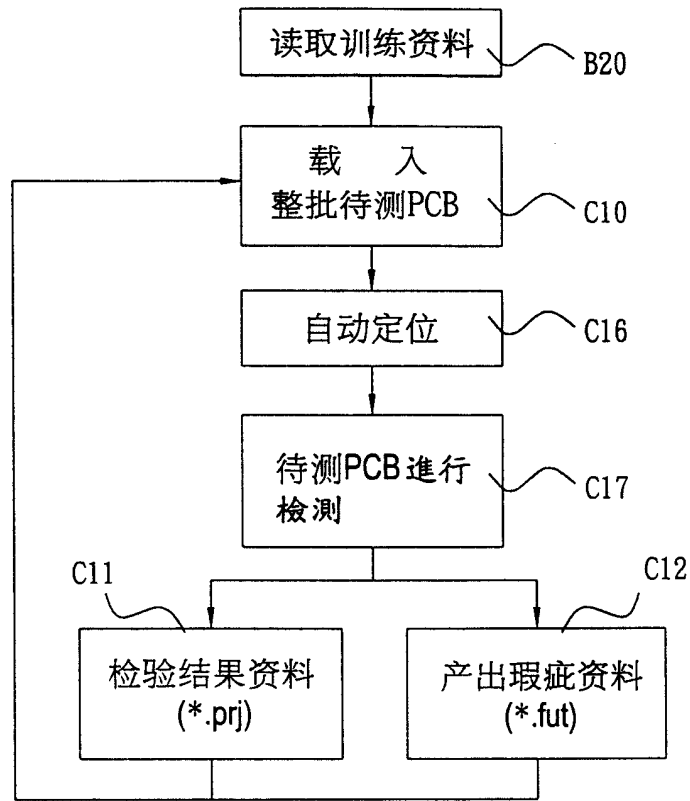 读取训练资料
B20
载 入
整批待测PCB
C10
自动定位
C16
待测PCB進行
檢測
C17
C11
检验结果资料
(*.prj)
C12
产出瑕疵资料
(*.fut)